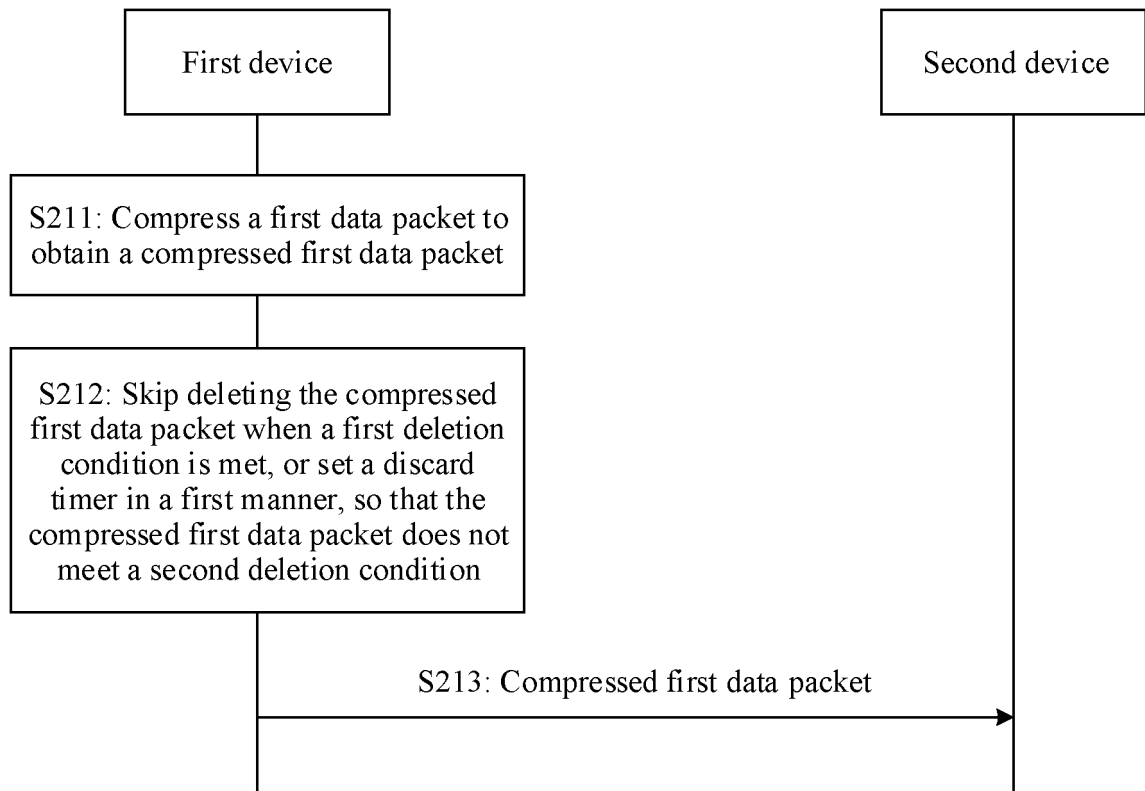 First device
Second device
S211: Compress a first data packet to
obtain a compressed first data packet
S212: Skip deleting the compressed
first data packet when a first deletion
condition is met, or set a discard
timer in a first manner, so that the
compressed first data packet does not
meet a second deletion condition
S213: Compressed first data packet